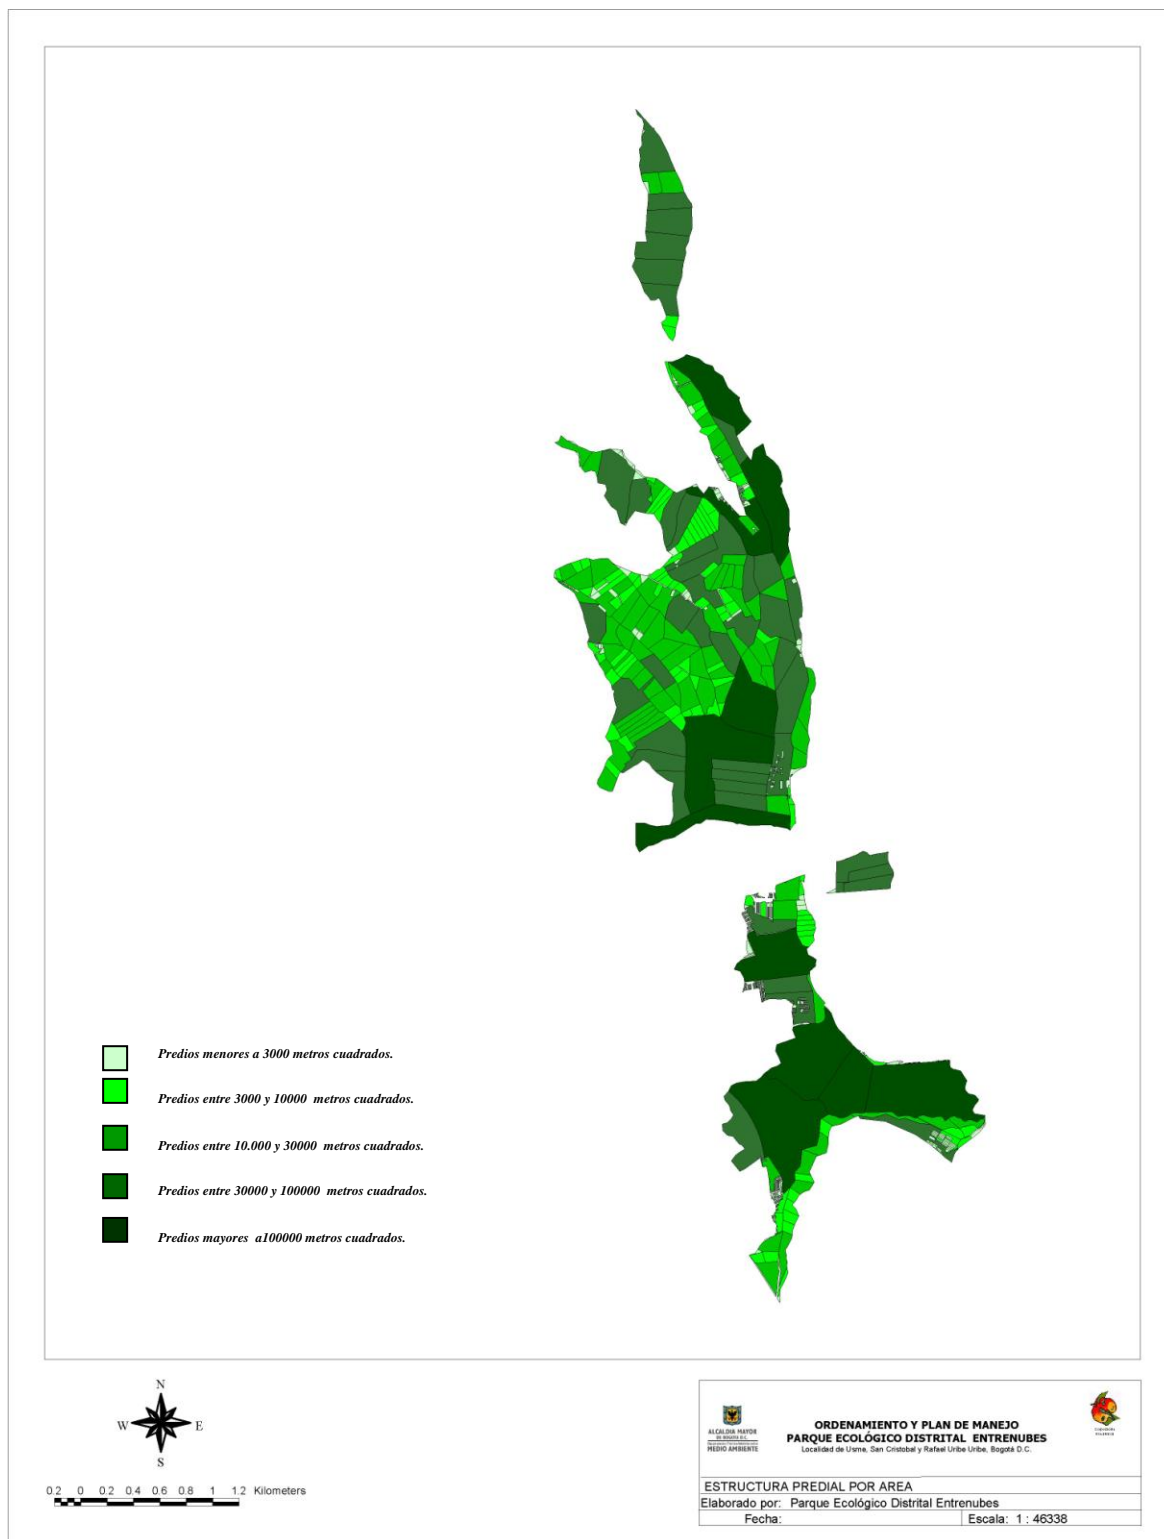 Predios menores a 3000 metros cuadrados.
Predios entre 3000 y 10000 metros cuadrados.
Predios entre 10.000 y 30000 metros cuadrados.
Predios entre 30000 y 100000 metros cuadrados.
Predios mayores a100000 metros cuadrados.
N
W E
S
0.2 0 0.2 0.4 0.6 0.8 1 1.2 Kilometers
ALCALDIA MAYOR
DE BOGOTA D.C.
MEDIO AMBIENTE
ORDENAMIENTO Y PLAN DE MANEJO
PARQUE ECOLÓGICO DISTRITAL ENTRENUBES
Localidad de Usme, San Cristobal y Rafael Uribe Uribe, Bogotá D.C.
ESTRUCTURA PREDIAL POR AREA
Elaborado por: Parque Ecológico Distrital Entrenubes
Fecha: Escala: 1 : 46338